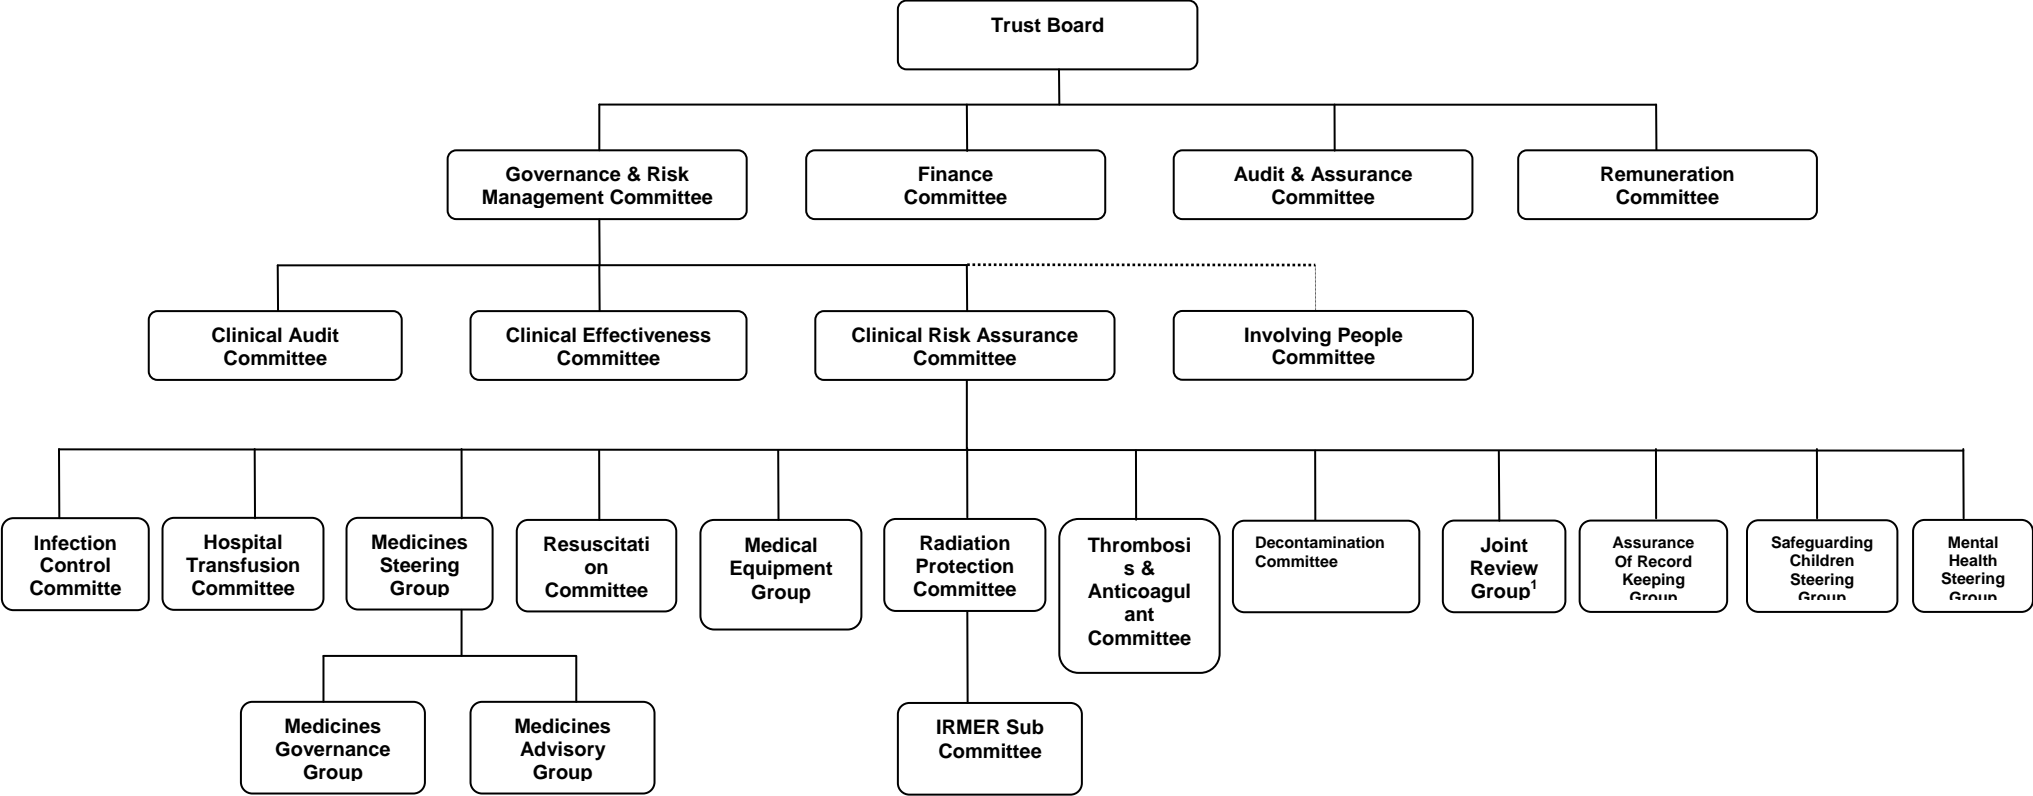 Trust Board
Governance & Risk
Management Committee
Finance
Committee
Audit & Assurance
Committee
Remuneration
Committee
Clinical Audit
Committee
Clinical Effectiveness
Committee
Clinical Risk Assurance
Committee
Involving People
Committee
Infection
Control
Committe
Hospital
Transfusion
Committee
Medicines
Steering
Group
Resuscitati
on
Committee
Medical
Equipment
Group
Radiation
Protection
Committee
Thrombosi
s &
Anticoagul
ant
Committee
Decontamination
Committee
Joint
Review
Group¹
Assurance
Of Record
Keeping
Group
Safeguarding
Children
Steering
Group
Mental
Health
Steering
Group
Medicines
Governance
Group
Medicines
Advisory
Group
IRMER Sub
Committee